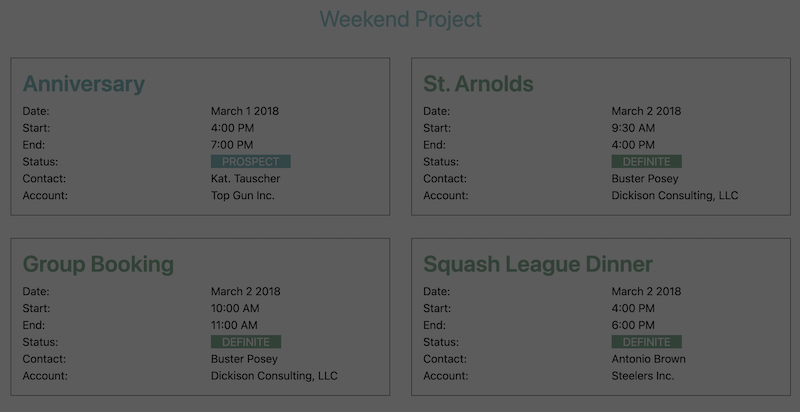 Weekend Project
Anniversary
Date: March 1 2018
Start: 4:00 PM
End: 7:00 PM
Status: PROSPECT
Contact: Kat. Tauscher
Account: Top Gun Inc.
St. Arnolds
Date: March 2 2018
Start: 9:30 AM
End: 4:00 PM
Status: DEFINITE
Contact: Buster Posey
Account: Dickison Consulting, LLC
Group Booking
Date: March 2 2018
Start: 10:00 AM
End: 11:00 AM
Status: DEFINITE
Contact: Buster Posey
Account: Dickison Consulting, LLC
Squash League Dinner
Date: March 2 2018
Start: 4:00 PM
End: 6:00 PM
Status: DEFINITE
Contact: Antonio Brown
Account: Steelers Inc.